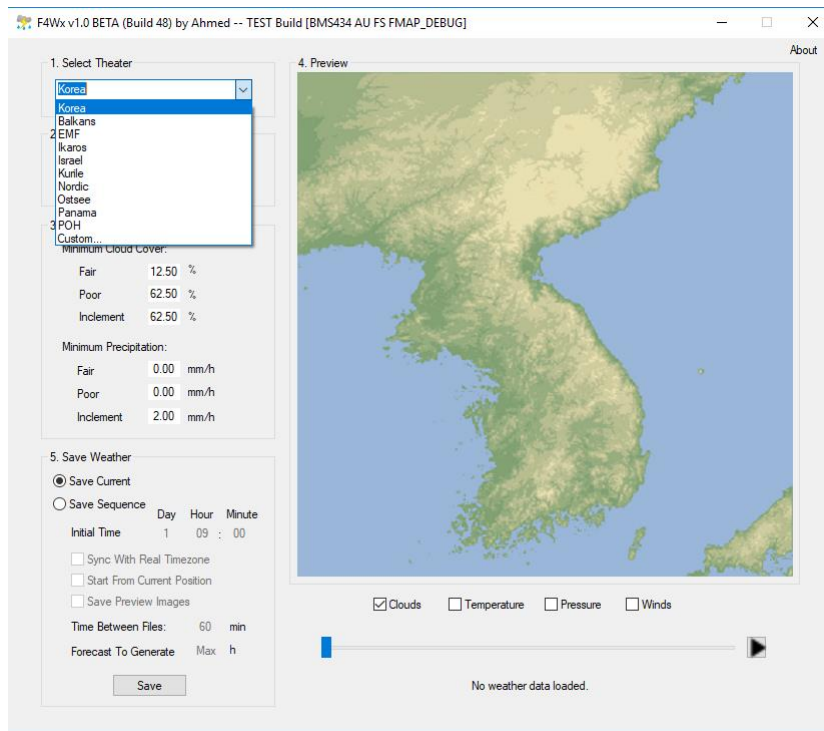 F4Wx v1.0 BETA (Build 48) by Ahmed -- TEST Build [BMS434 AU FS FMAP_DEBUG]
About
1. Select Theater
Korea
Korea
Balkans
EMF
Ikaros
Israel
Kurile
Nordic
Ostsee
Panama
POH
Custom...
2
3
Minimum Cloud Cover:
Fair 12.50 %
Poor 62.50 %
Inclement 62.50 %
Minimum Precipitation:
Fair 0.00 mm/h
Poor 0.00 mm/h
Inclement 2.00 mm/h
5. Save Weather
Save Current
Save Sequence
Day Hour Minute
Initial Time 1 09 : 00
Sync With Real Timezone
Start From Current Position
Save Preview Images
Time Between Files: 60 min
Forecast To Generate Max h
Save
4. Preview
Clouds Temperature Pressure Winds
No weather data loaded.